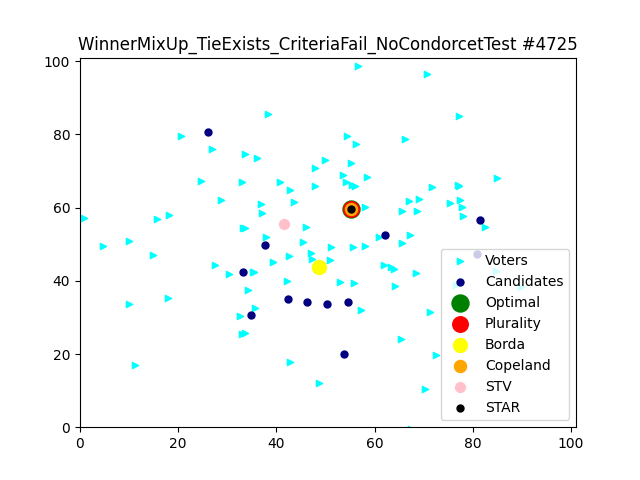 WinnerMixUp_TieExists_CriteriaFail_NoCondorcetTest #4725
100
80
60
40
20
0
0 20 40 60 80 100
Voters
Candidates
Optimal
Plurality
Borda
Copeland
STV
STAR